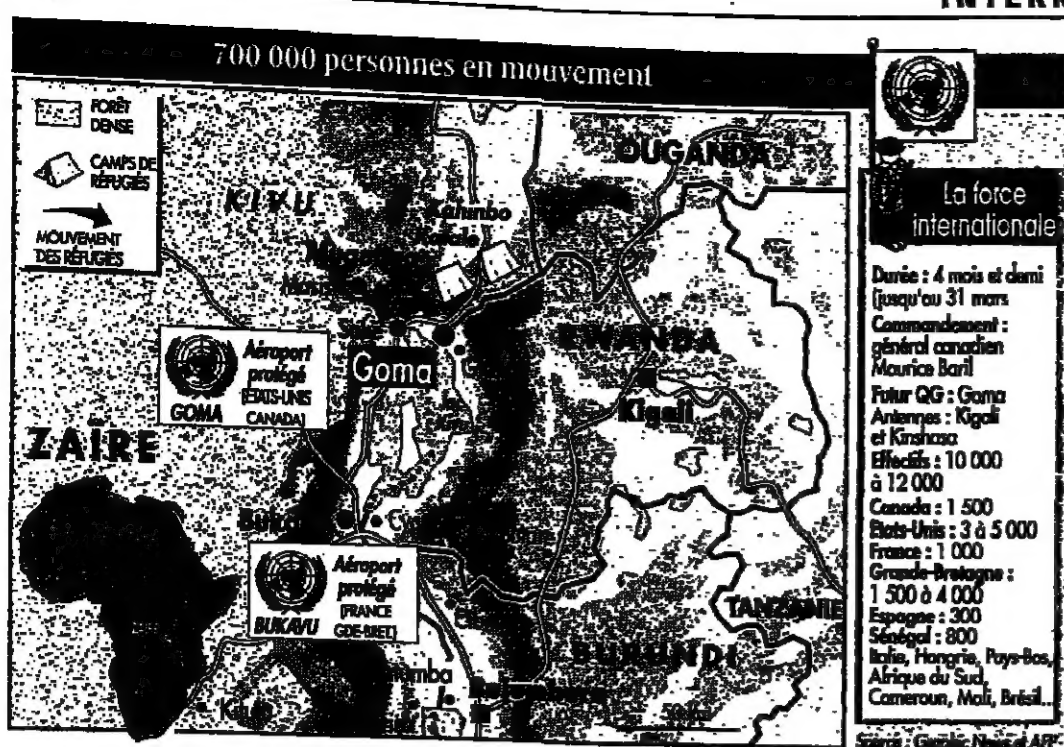 700 000 personnes en mouvement
FORÊT
DENSE
CAMPS DE
RÉFUGIÉS
MOUVEMENT
DES RÉFUGIÉS
OUGANDA
KIVU
Goma
Aéroport
protégé
(ETATS-UNIS
CANADA)
GOMA
RWANDA
Kigali
ZAIRE
Aéroport
protégé
(FRANCE
GDE-BRET.)
BUKAVU
TANZANIE
BURUNDI
La force
internationale
Durée : 4 mois et demi
(jusqu'au 31 mars
Commandement :
général canadien
Maurice Baril
Futur QG : Goma
Antennes : Kigali
et Kinshasa
Effectifs : 10 000
à 12 000
Canada : 1 500
Etats-Unis : 3 à 5 000
France : 1 000
Grande-Bretagne :
1 500 à 4 000
Espagne : 300
Sénégal : 800
Italie, Hongrie, Pays-Bas,
Afrique du Sud,
Cameroun, Mali, Brésil...